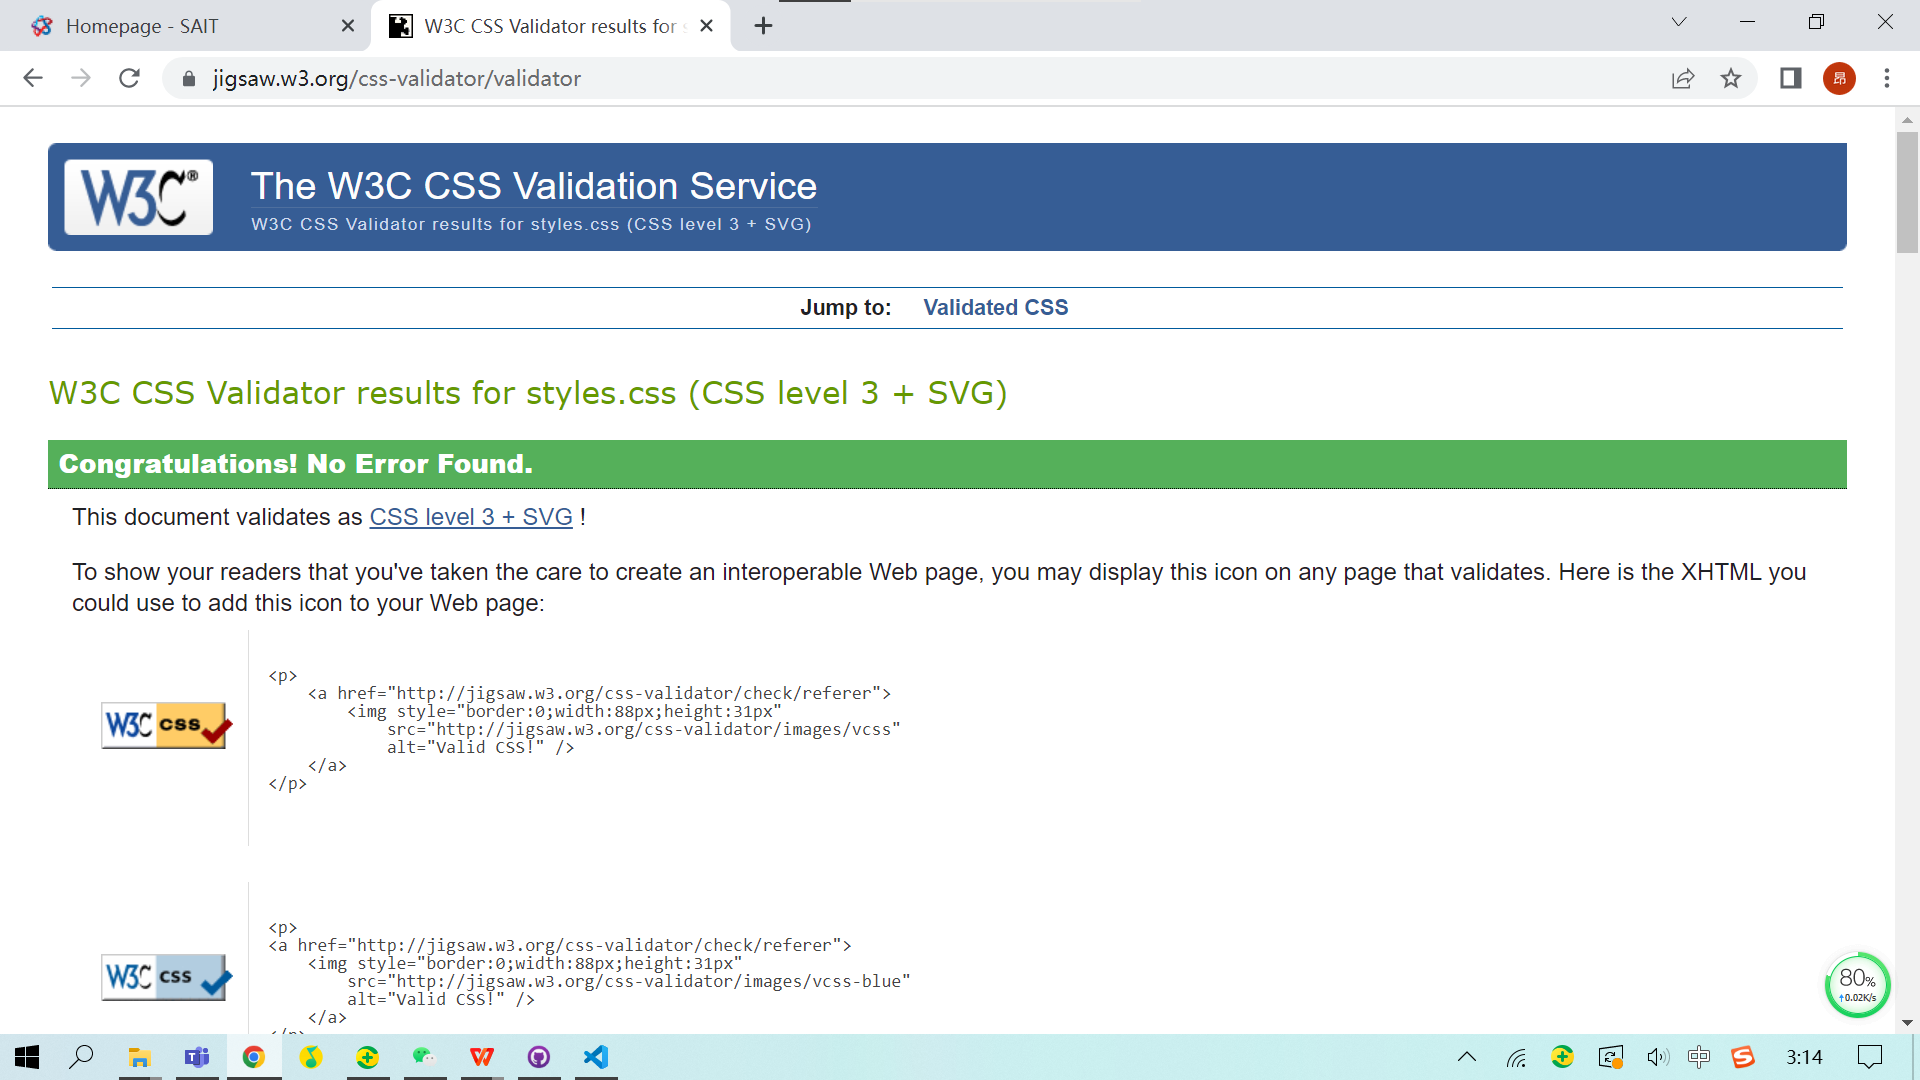 Homepage - SAIT
W3C CSS Validator results for s
jigsaw.w3.org/css-validator/validator
昂
W3C®
The W3C CSS Validation Service
W3C CSS Validator results for styles.css (CSS level 3 + SVG)
Jump to: Validated CSS
W3C CSS Validator results for styles.css (CSS level 3 + SVG)
Congratulations! No Error Found.
This document validates as CSS level 3 + SVG !
To show your readers that you've taken the care to create an interoperable Web page, you may display this icon on any page that validates. Here is the XHTML you
could use to add this icon to your Web page:
W3C css
<p>
<a href="http://jigsaw.w3.org/css-validator/check/referer">
<img style="border:0;width:88px;height:31px"
src="http://jigsaw.w3.org/css-validator/images/vcss"
alt="Valid CSS!" />
</a>
</p>
W3C css
<p>
<a href="http://jigsaw.w3.org/css-validator/check/referer">
<img style="border:0;width:88px;height:31px"
src="http://jigsaw.w3.org/css-validator/images/vcss-blue"
alt="Valid CSS!" />
</a>
</p>
80%
↑0.02K/s
中
3:14